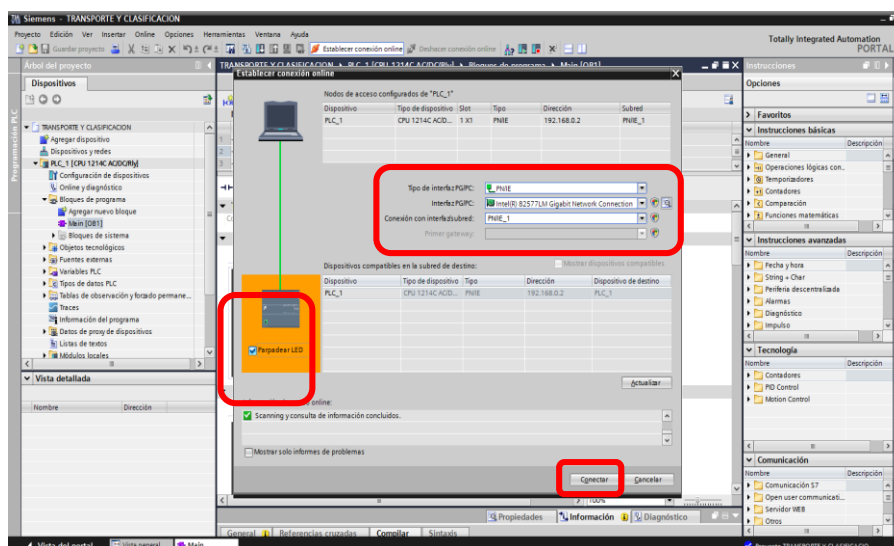 Siemens - TRANSPORTE Y CLASIFICACION
Proyecto Edición Ver Insertar Online Opciones Herramientas Ventana Ayuda
Guardar proyecto
Establecer conexión online
Deshacer conexión online
Totally Integrated Automation
PORTAL
Árbol del proyecto
Dispositivos
TRANSPORTE Y CLASIFICACION
Agregar dispositivo
Dispositivos y redes
PLC_1 [CPU 1214C AC/DC/Rly]
Configuración de dispositivos
Online y diagnóstico
Bloques de programa
Agregar nuevo bloque
Main [OB1]
Bloques de sistema
Objetos tecnológicos
Fuentes externas
Variables PLC
Tipos de datos PLC
Tablas de observación y forzado permane...
Traces
Información del programa
Datos de proxy de dispositivos
Listas de textos
Módulos locales
Vista detallada
Nombre Dirección
Establecer conexión online
Nodos de acceso configurados de "PLC_1"
Dispositivo Tipo de dispositivo Slot Tipo Dirección Subred
PLC_1 CPU 1214C AC/D... 1 X1 PN/IE 192.168.0.2 PN/IE_1
Tipo de interfaz PG/PC: PN/IE
Interfaz PG/PC: Intel(R) 82577LM Gigabit Network Connection
Conexión con interfaz/subred: PN/IE_1
Primer gateway:
Dispositivos compatibles en la subred de destino:
Mostrar dispositivos compatibles
Dispositivo Tipo de dispositivo Tipo Dirección Dispositivo de destino
PLC_1 CPU 1214C AC/D... PN/IE 192.168.0.2 PLC_1
Parpadear LED
Actualizar
online:
Scanning y consulta de información concluidos.
Mostrar solo informes de problemas
Conectar Cancelar
100%
Propiedades Información Diagnóstico
General Referencias cruzadas Compilar Sintaxis
Instrucciones
Opciones
Favoritos
Instrucciones básicas
Nombre Descripción
General
Operaciones lógicas con..
Temporizadores
Contadores
Comparación
Funciones matemáticas
Instrucciones avanzadas
Nombre Descripción
Fecha y hora
String + Char
Periferia descentralizada
Alarmas
Diagnóstico
Impulso
Tecnología
Nombre Descripción
Contadores
PID Control
Motion Control
Comunicación
Nombre Descripción
Comunicación S7
Open user communicati...
Servidor WEB
Otros
Vista del portal Vista general Main
Proyecto TRANSPORTE Y CLASIFICACIO